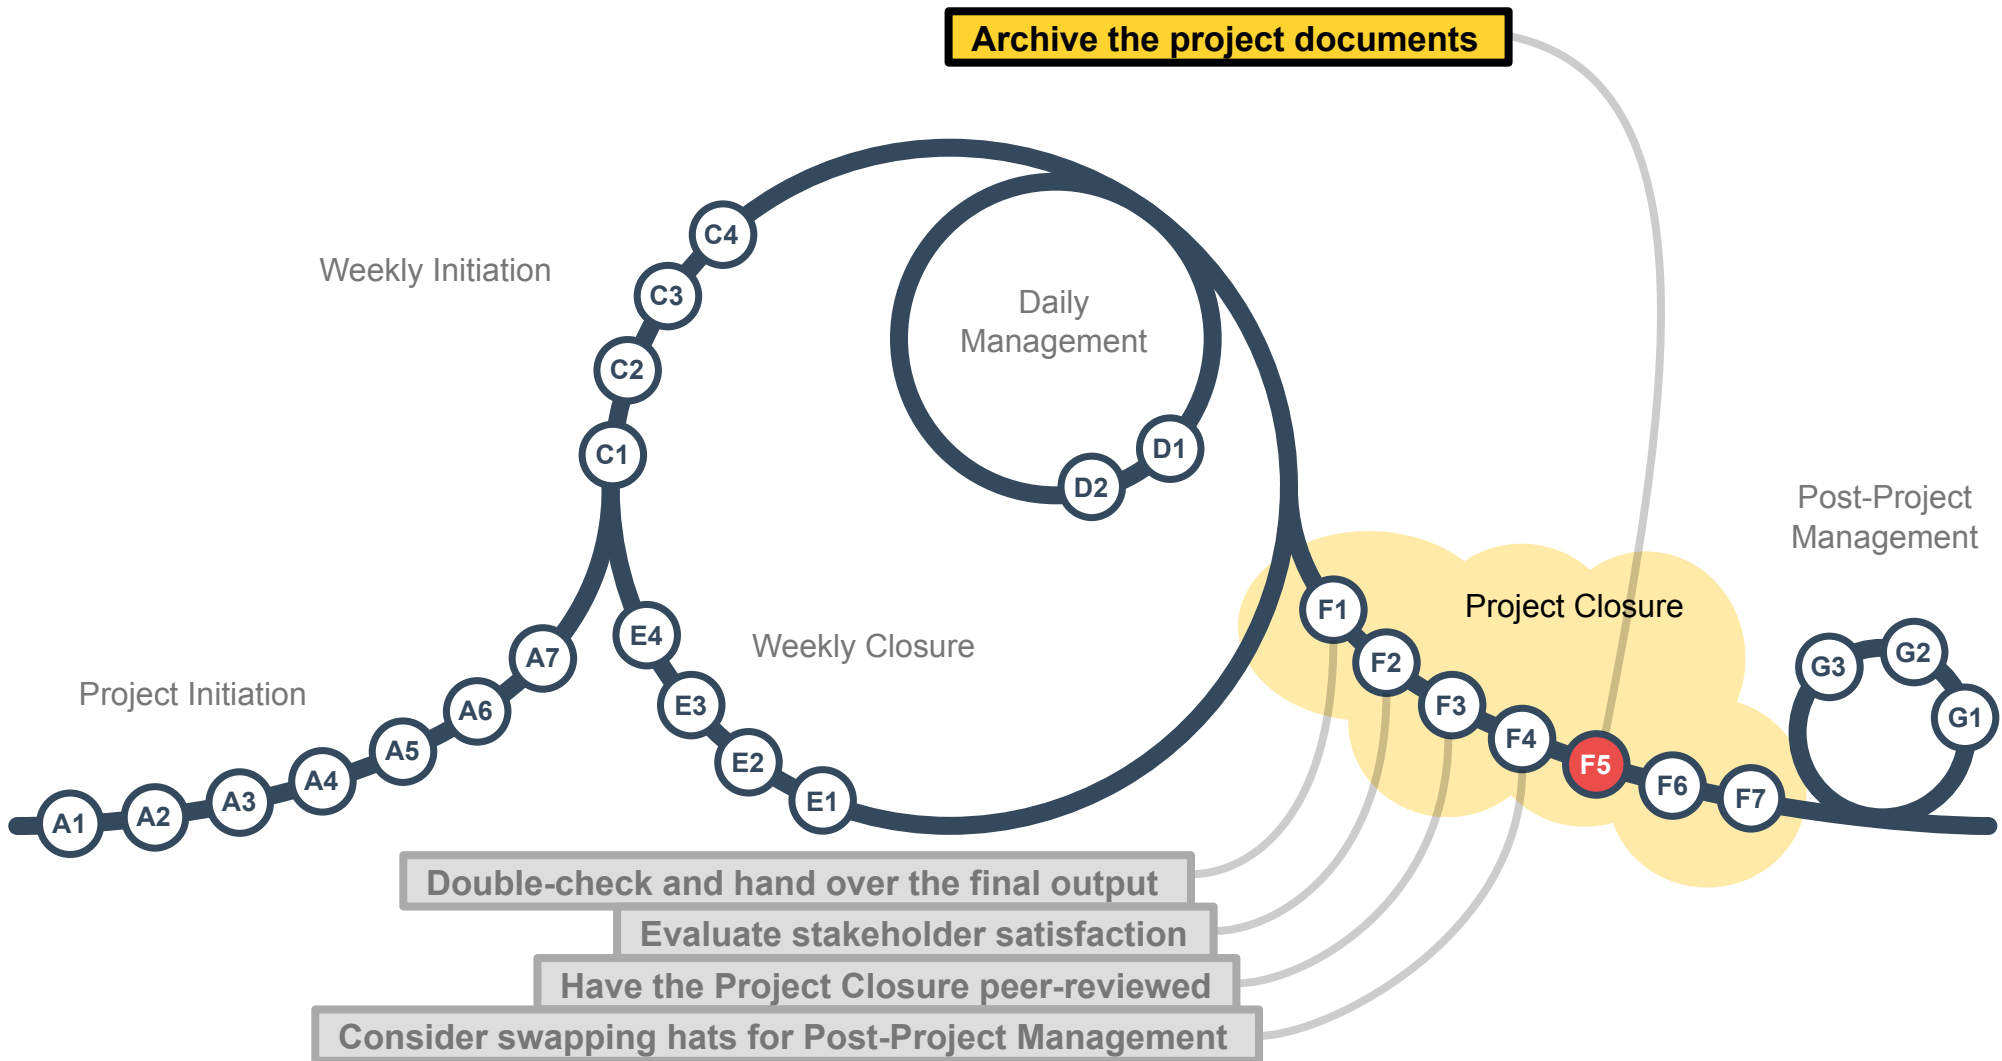 Archive the project documents
Weekly Initiation
C4
C3
C2
C1
Daily
Management
D1
D2
Post-Project
Management
Project Closure
Weekly Closure
Project Initiation
A1
A2
A3
A4
A5
A6
A7
E4
E3
E2
E1
F1
F2
F3
F4
F5
F6
F7
G3
G2
G1
Double-check and hand over the final output
Evaluate stakeholder satisfaction
Have the Project Closure peer-reviewed
Consider swapping hats for Post-Project Management